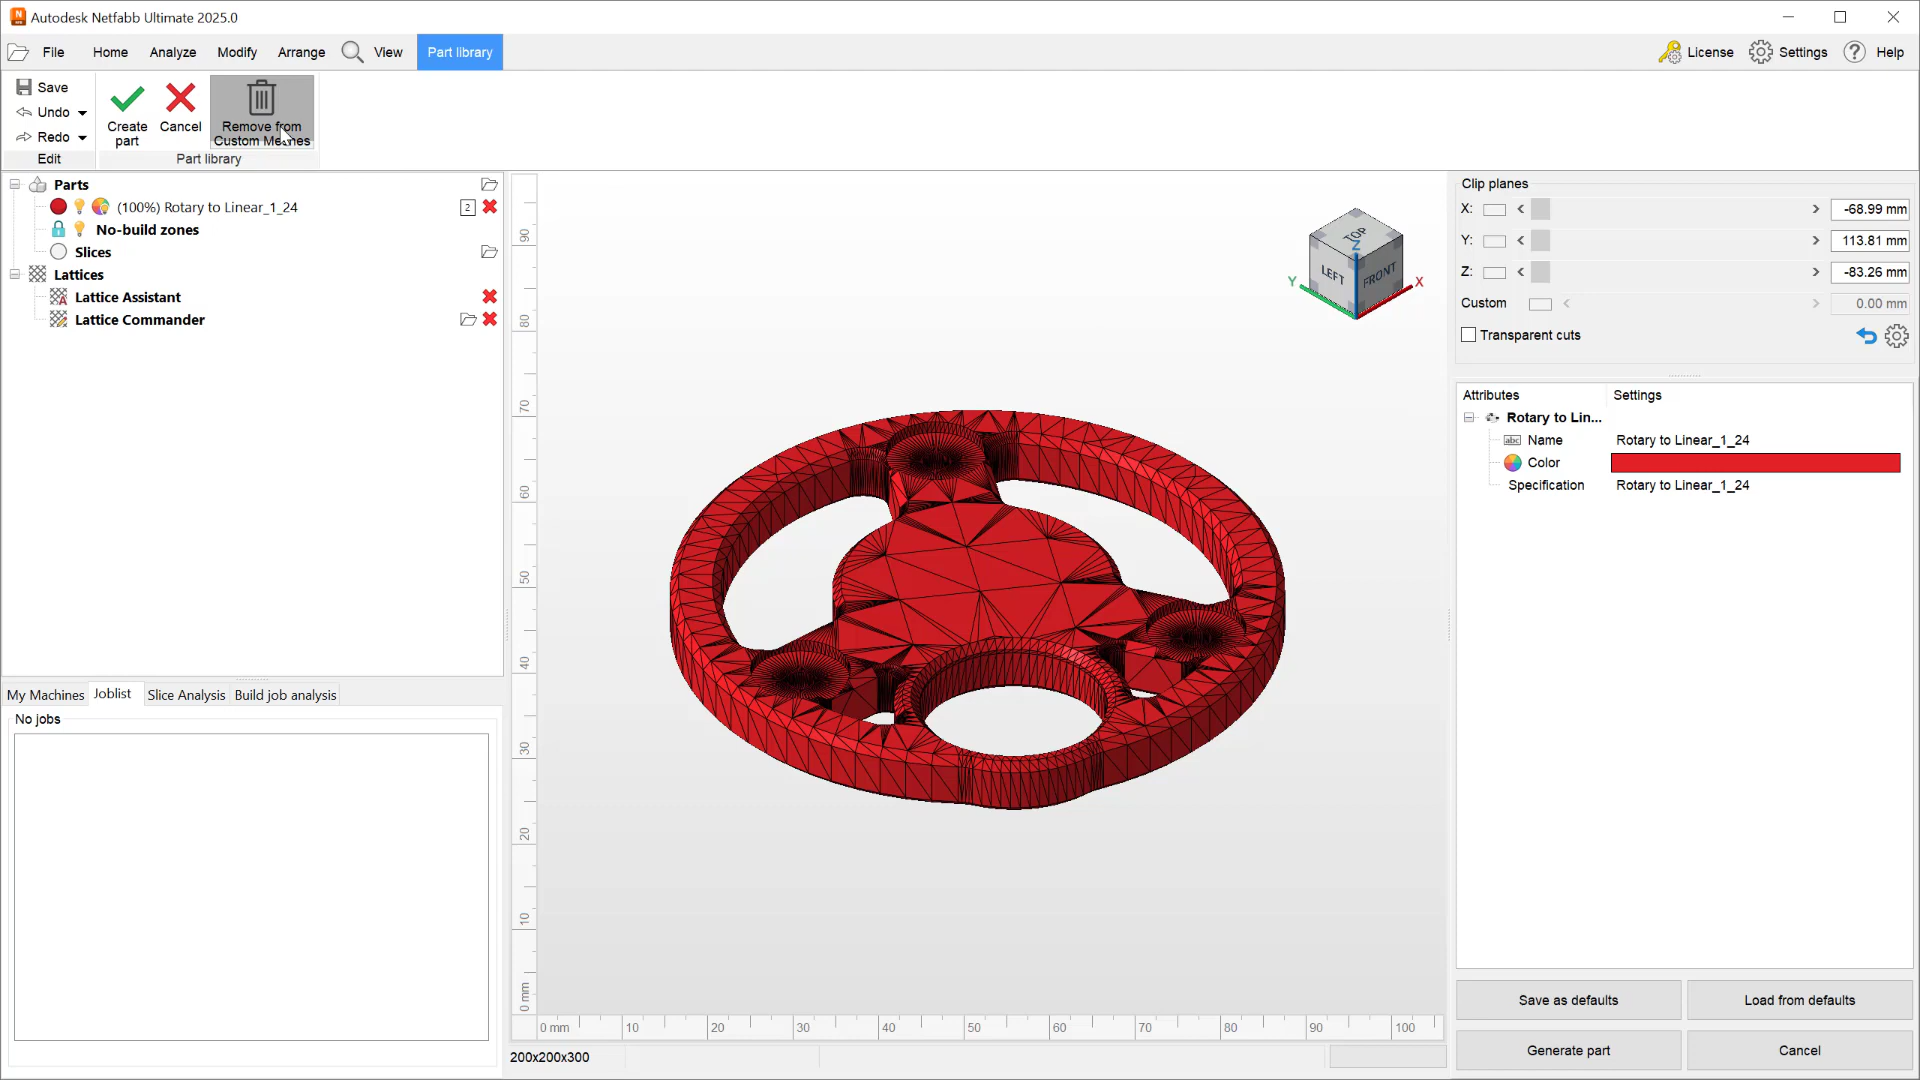 Autodesk Netfabb Ultimate 2025.0
File Home Analyze Modify Arrange View Part library License Settings Help
Save
Undo
Redo
Edit
Create part
Cancel
Remove from
Custom Meshes
Part library
Parts
(100%) Rotary to Linear_1_24 2
No-build zones
Slices
Lattices
Lattice Assistant
Lattice Commander
My Machines Joblist Slice Analysis Build job analysis
No jobs
90
80
70
60
50
40
30
20
10
0 mm
0 mm 10 20 30 40 50 60 70 80 90 100
200x200x300
TOP
LEFT
FRONT
Z
Y
X
Clip planes
X: < > -68.99 mm
Y: < > 113.81 mm
Z: < > -83.26 mm
Custom < > 0.00 mm
Transparent cuts
Attributes Settings
Rotary to Lin...
abc Name Rotary to Linear_1_24
Color
Specification Rotary to Linear_1_24
Save as defaults Load from defaults
Generate part Cancel